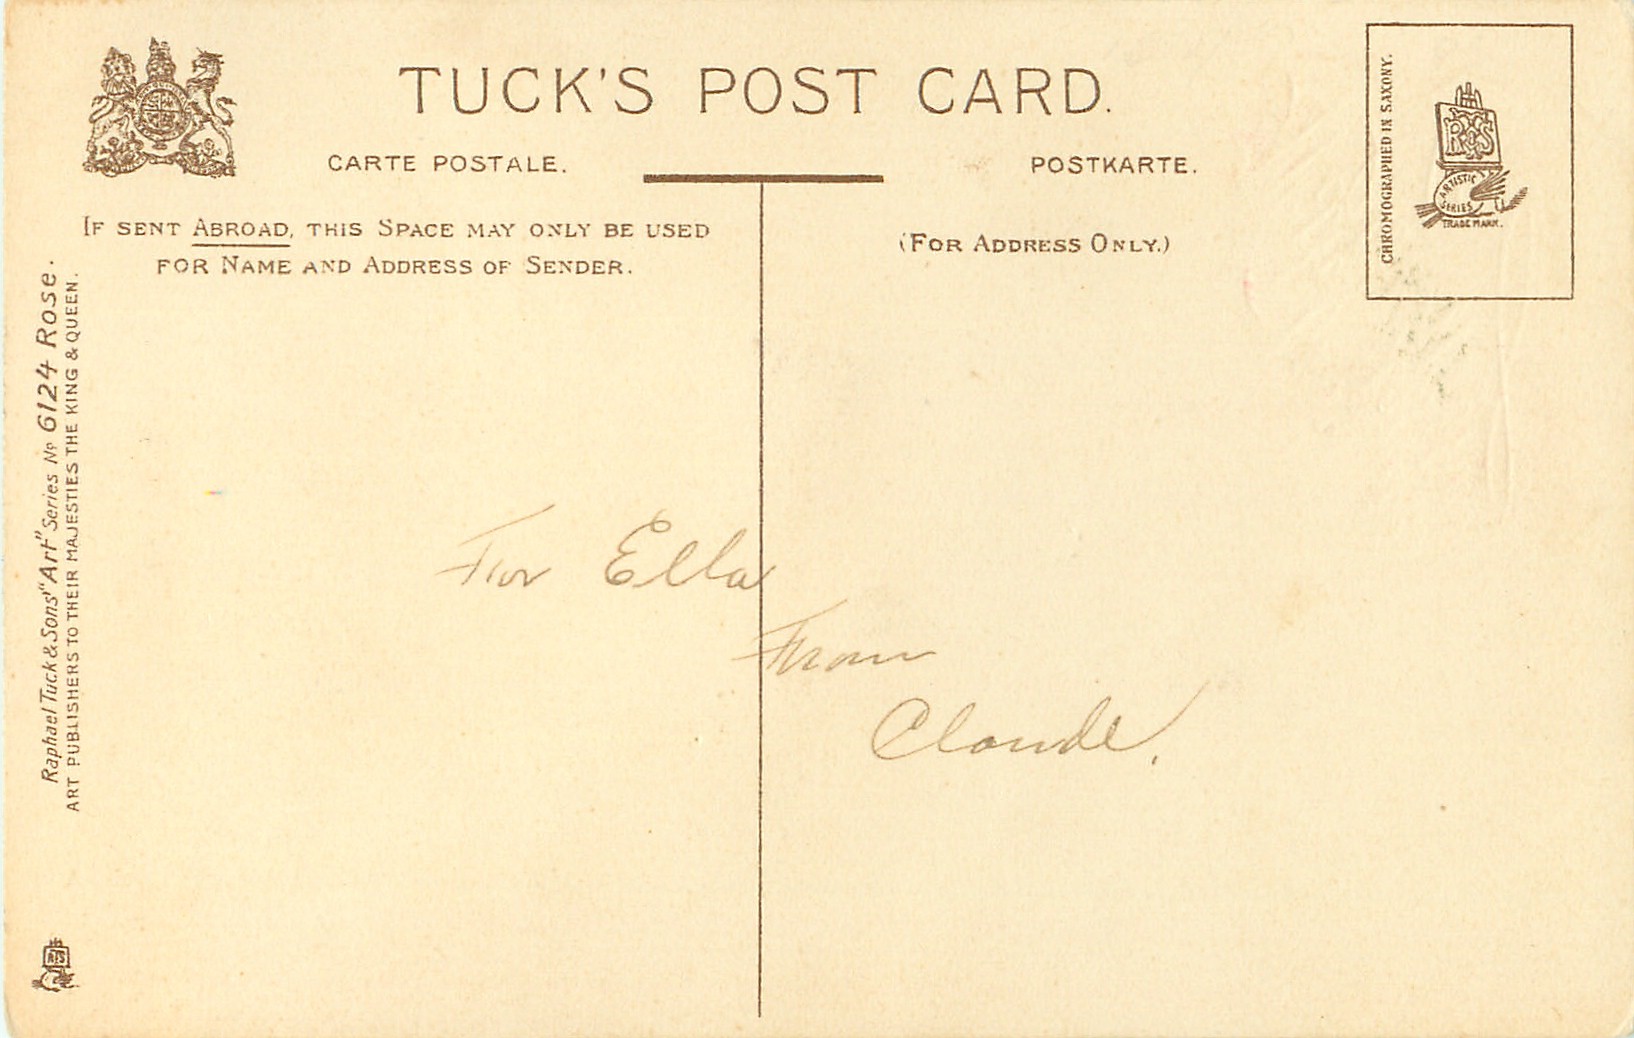 TUCK'S POST CARD.
CARTE POSTALE.
POSTKARTE.
IF SENT ABROAD, THIS SPACE MAY ONLY BE USED
FOR NAME AND ADDRESS OF SENDER.
(FOR ADDRESS ONLY.)
CHROMOGRAPHED IN SAXONY.
RTS
ARTISTIC
SERIES
TRADE MARK.
Raphael Tuck & Sons' "Art" Series No 6124 Rose.
ART PUBLISHERS TO THEIR MAJESTIES THE KING & QUEEN.
For Ella
From
Claude.
RTS